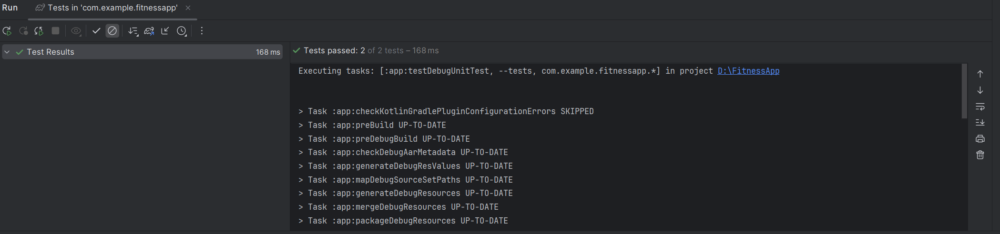 Run Tests in 'com.example.fitnessapp'
Test Results 168 ms
Tests passed: 2 of 2 tests – 168 ms
Executing tasks: [:app:testDebugUnitTest, --tests, com.example.fitnessapp.*] in project D:\FitnessApp
> Task :app:checkKotlinGradlePluginConfigurationErrors SKIPPED
> Task :app:preBuild UP-TO-DATE
> Task :app:preDebugBuild UP-TO-DATE
> Task :app:checkDebugAarMetadata UP-TO-DATE
> Task :app:generateDebugResValues UP-TO-DATE
> Task :app:mapDebugSourceSetPaths UP-TO-DATE
> Task :app:generateDebugResources UP-TO-DATE
> Task :app:mergeDebugResources UP-TO-DATE
> Task :app:packageDebugResources UP-TO-DATE